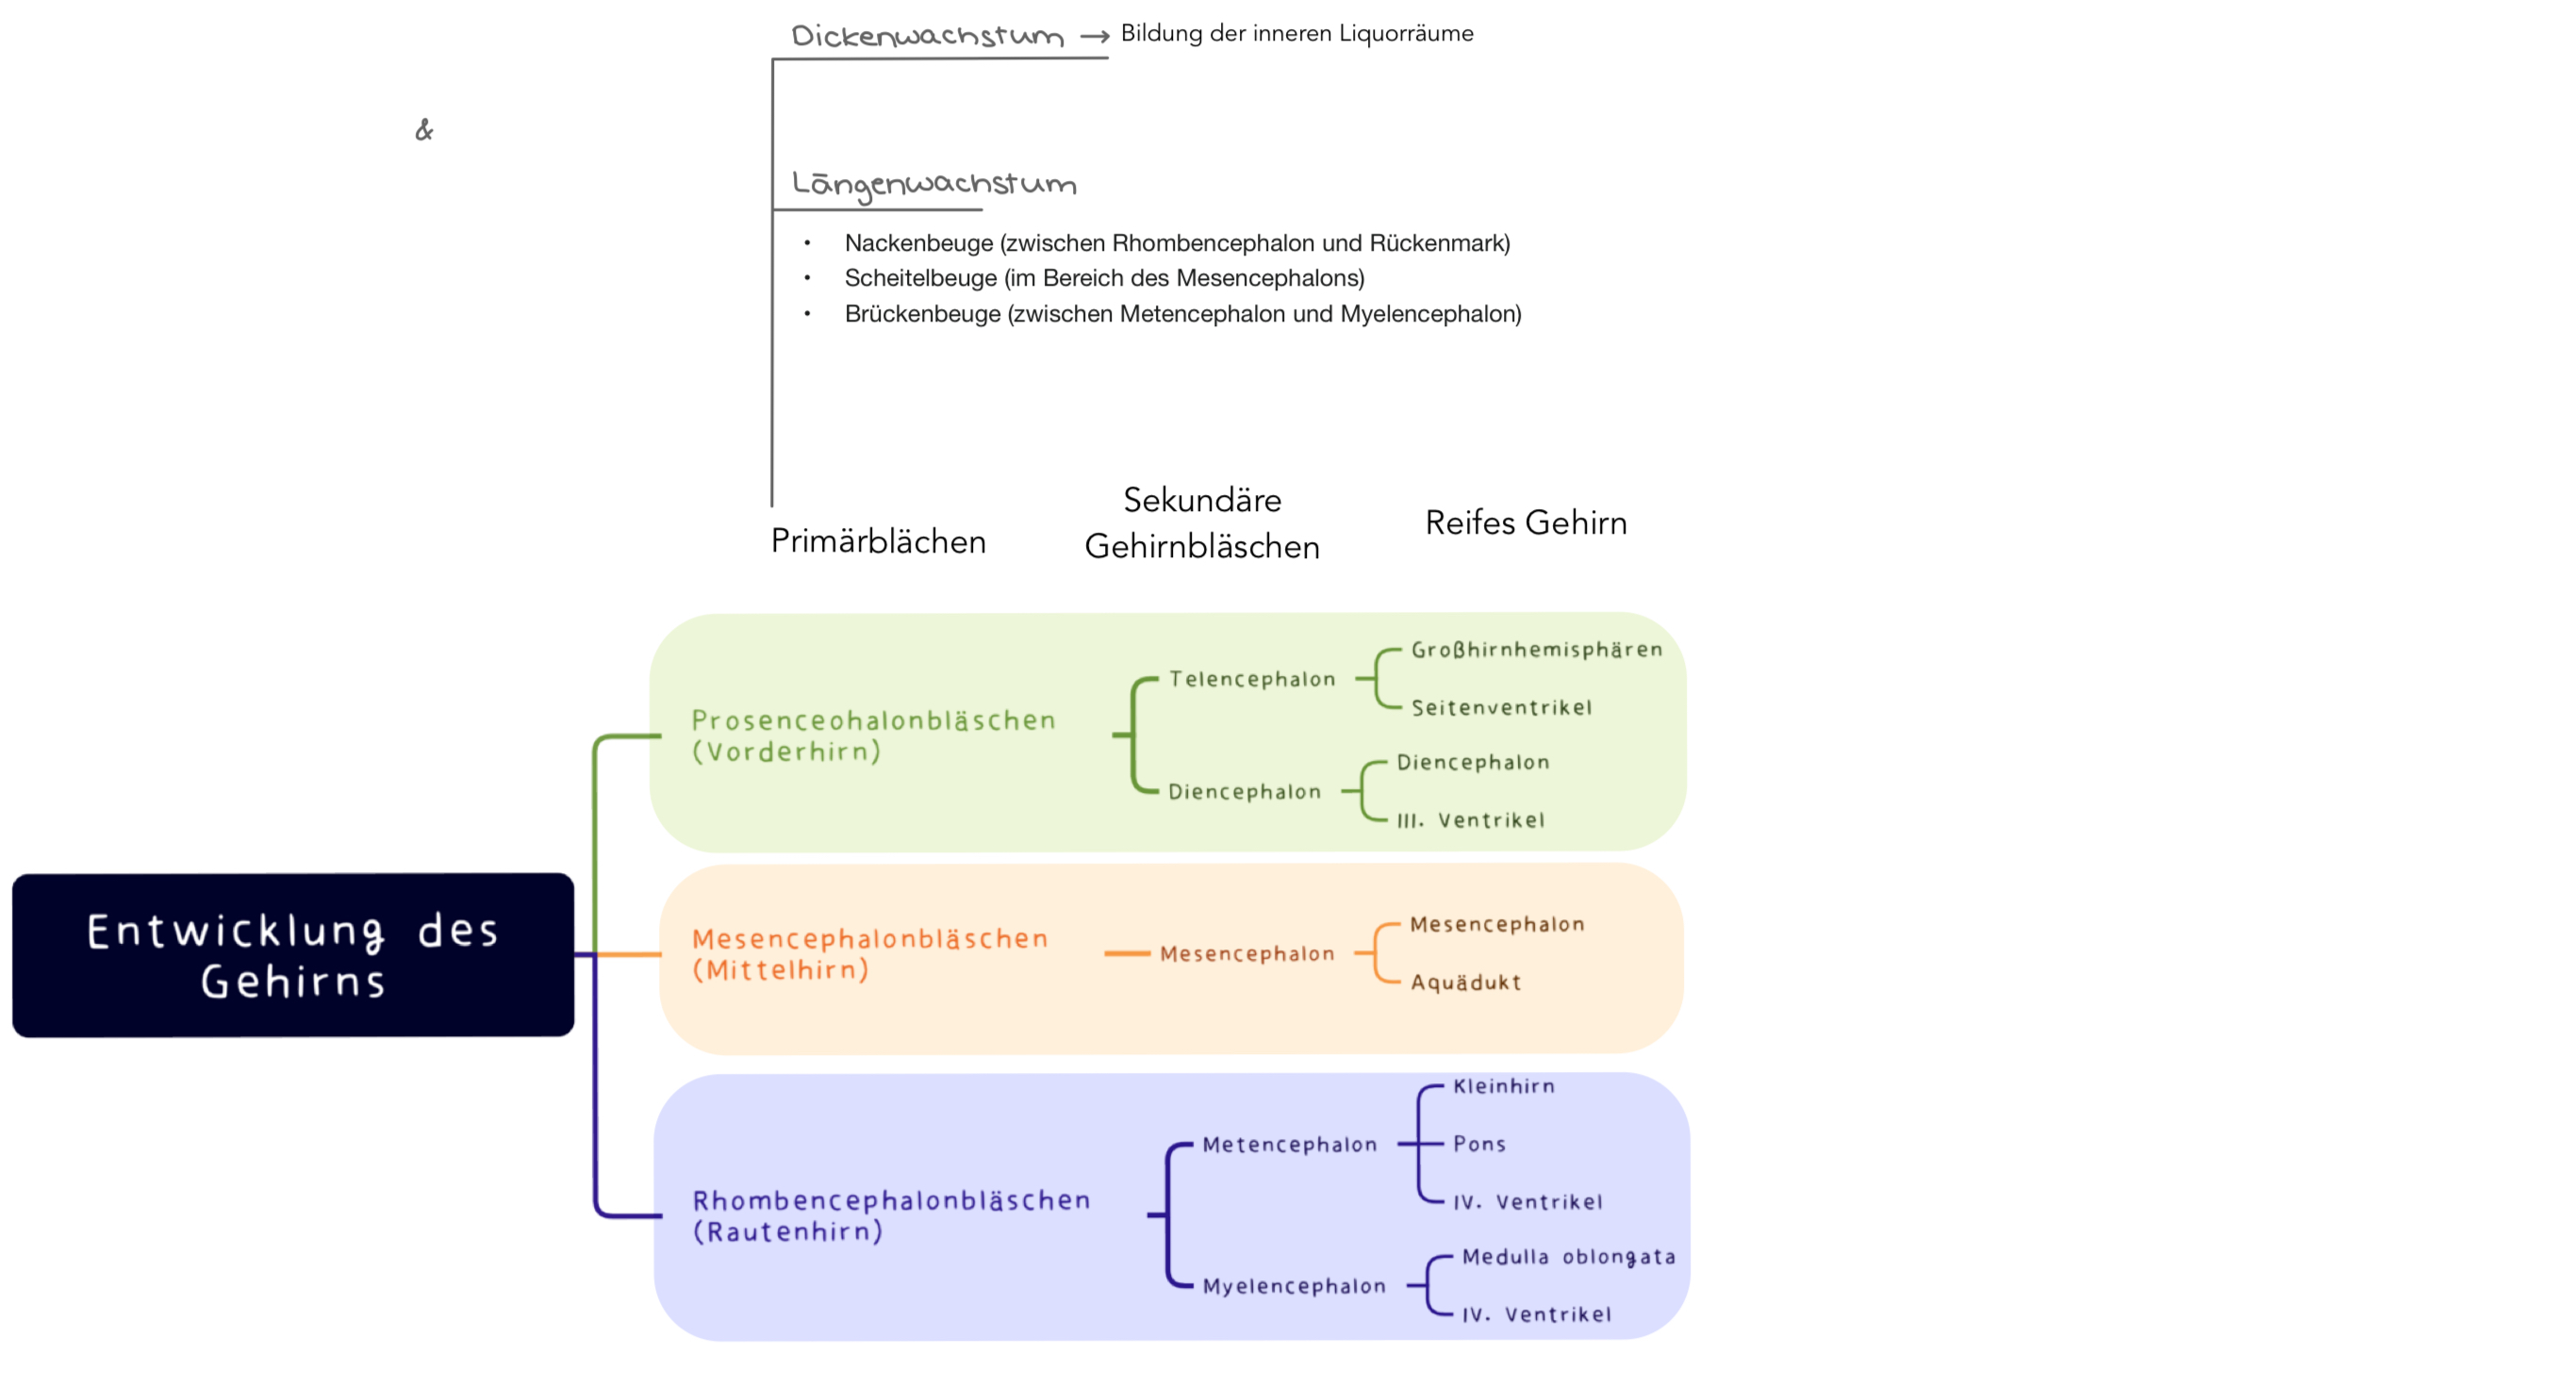 Dickenwachstum → Bildung der inneren Liquorräume
&
Längenwachstum
• Nackenbeuge (zwischen Rhombencephalon und Rückenmark)
• Scheitelbeuge (im Bereich des Mesencephalons)
• Brückenbeuge (zwischen Metencephalon und Myelencephalon)
Primärblächen
Sekundäre
Gehirnbläschen
Reifes Gehirn
Entwicklung des
Gehirns
Prosenceohalonbläschen
(Vorderhirn)
Telencephalon
Großhirnhemisphären
Seitenventrikel
Diencephalon
Diencephalon
III. Ventrikel
Mesencephalonbläschen
(Mittelhirn)
Mesencephalon
Mesencephalon
Aquädukt
Rhombencephalonbläschen
(Rautenhirn)
Metencephalon
Kleinhirn
Pons
IV. Ventrikel
Myelencephalon
Medulla oblongata
IV. Ventrikel